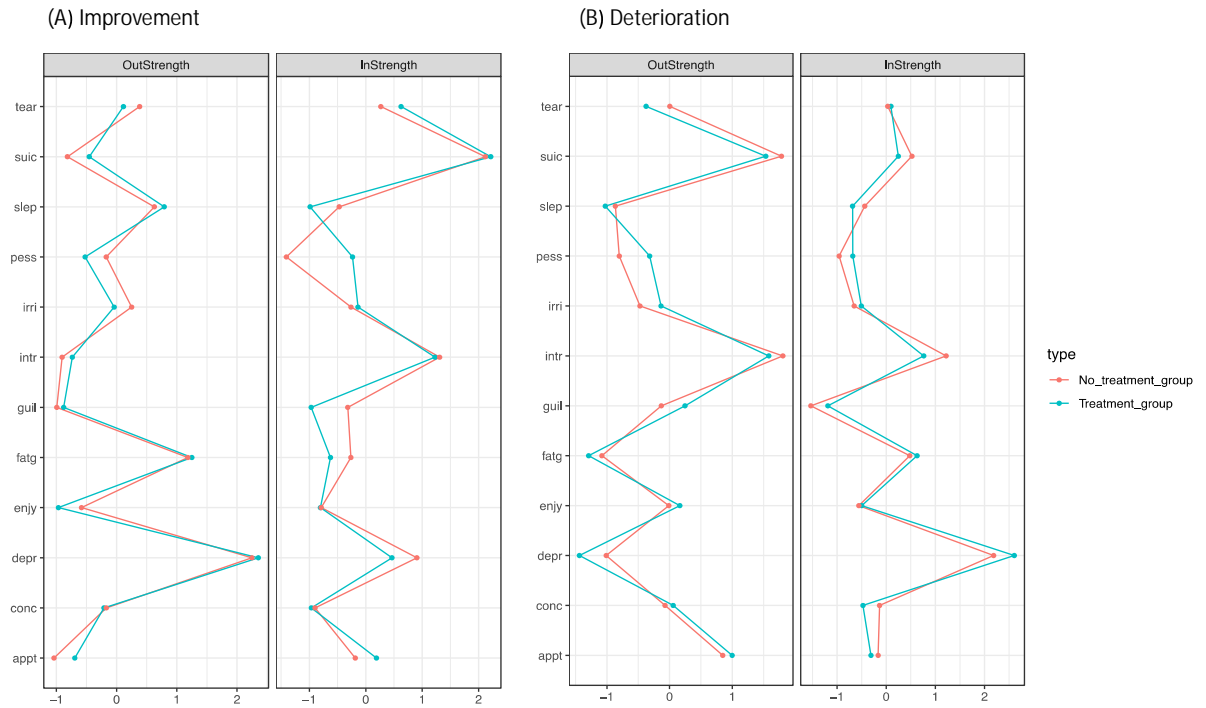 (A) Improvement
(B) Deterioration
OutStrength
InStrength
OutStrength
InStrength
tear
suic
slep
pess
irri
intr
guil
fatg
enjy
depr
conc
appt
−1 0 1 2
−1 0 1 2
tear
suic
slep
pess
irri
intr
guil
fatg
enjy
depr
conc
appt
−1 0 1
−1 0 1 2
type
No_treatment_group
Treatment_group